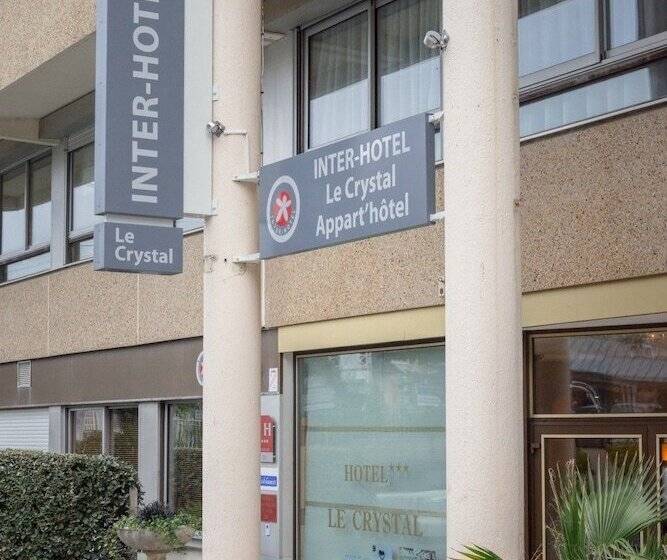 INTER-HOTEL
Le
Crystal
INTER-HOTEL
Le Crystal
Appart'hôtel
H
HOTEL***
LE CRYSTAL